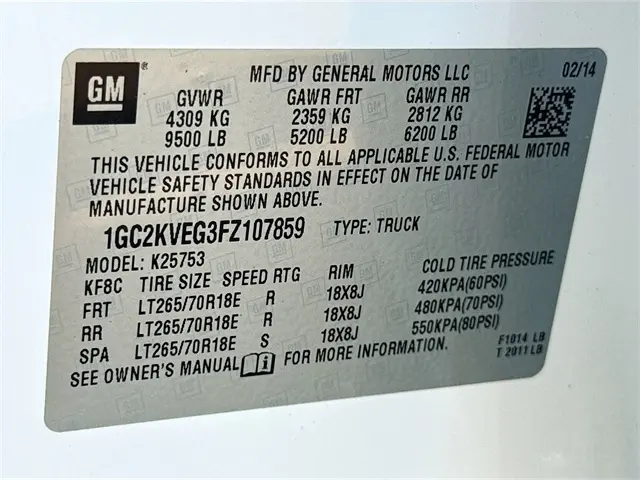 GM
MFD BY GENERAL MOTORS LLC 02/14
GVWR GAWR FRT GAWR RR
4309 KG 2359 KG 2812 KG
9500 LB 5200 LB 6200 LB
THIS VEHICLE CONFORMS TO ALL APPLICABLE U.S. FEDERAL MOTOR
VEHICLE SAFETY STANDARDS IN EFFECT ON THE DATE OF
MANUFACTURE SHOWN ABOVE.
1GC2KVEG3FZ107859 TYPE: TRUCK
MODEL: K25753
KF8C TIRE SIZE SPEED RTG RIM COLD TIRE PRESSURE
FRT LT265/70R18E R 18X8J 420KPA(60PSI)
RR LT265/70R18E R 18X8J 480KPA(70PSI)
SPA LT265/70R18E S 18X8J 550KPA(80PSI)
SEE OWNER'S MANUAL FOR MORE INFORMATION.
F1014 LB
T 2011 LB